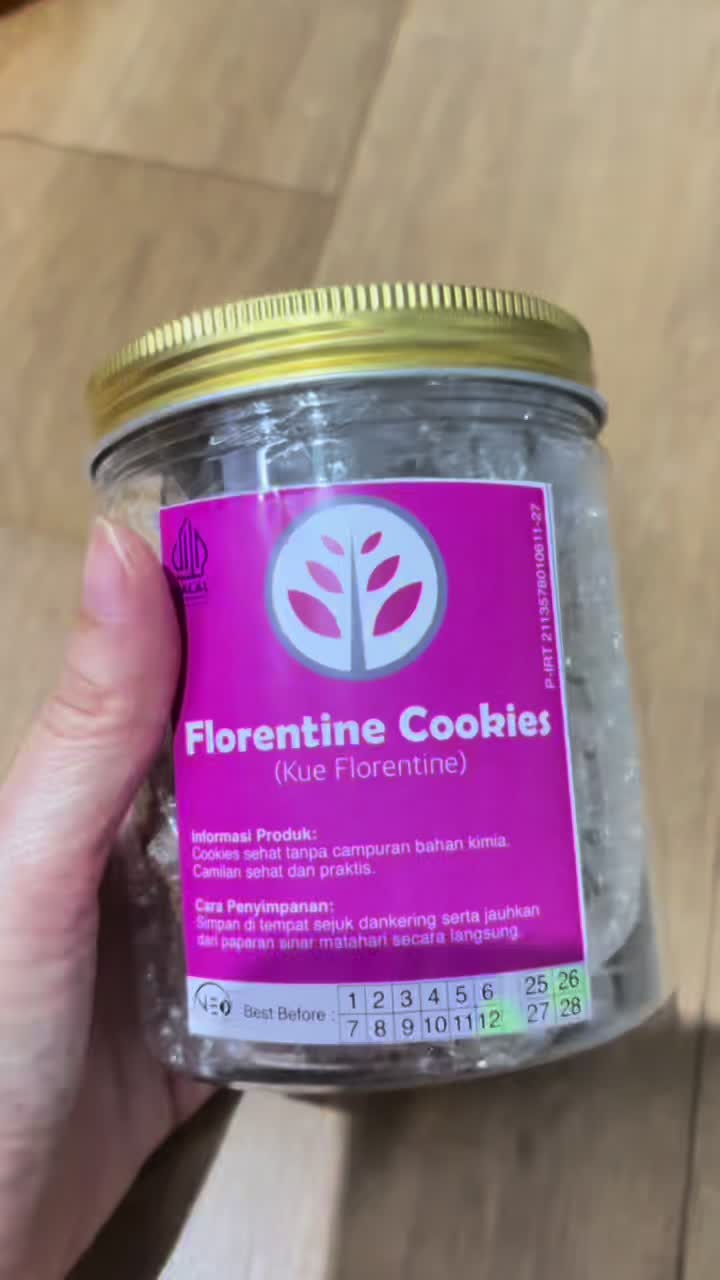 HALAL
P-IRT 2113578010611-27
Florentine Cookies
(Kue Florentine)
Informasi Produk:
Cookies sehat tanpa campuran bahan kimia.
Camilan sehat dan praktis.
Cara Penyimpanan:
Simpan di tempat sejuk dankering serta jauhkan
dari paparan sinar matahari secara langsung.
NEO
Best Before :
1 2 3 4 5 6 25 26
7 8 9 10 11 12 27 28